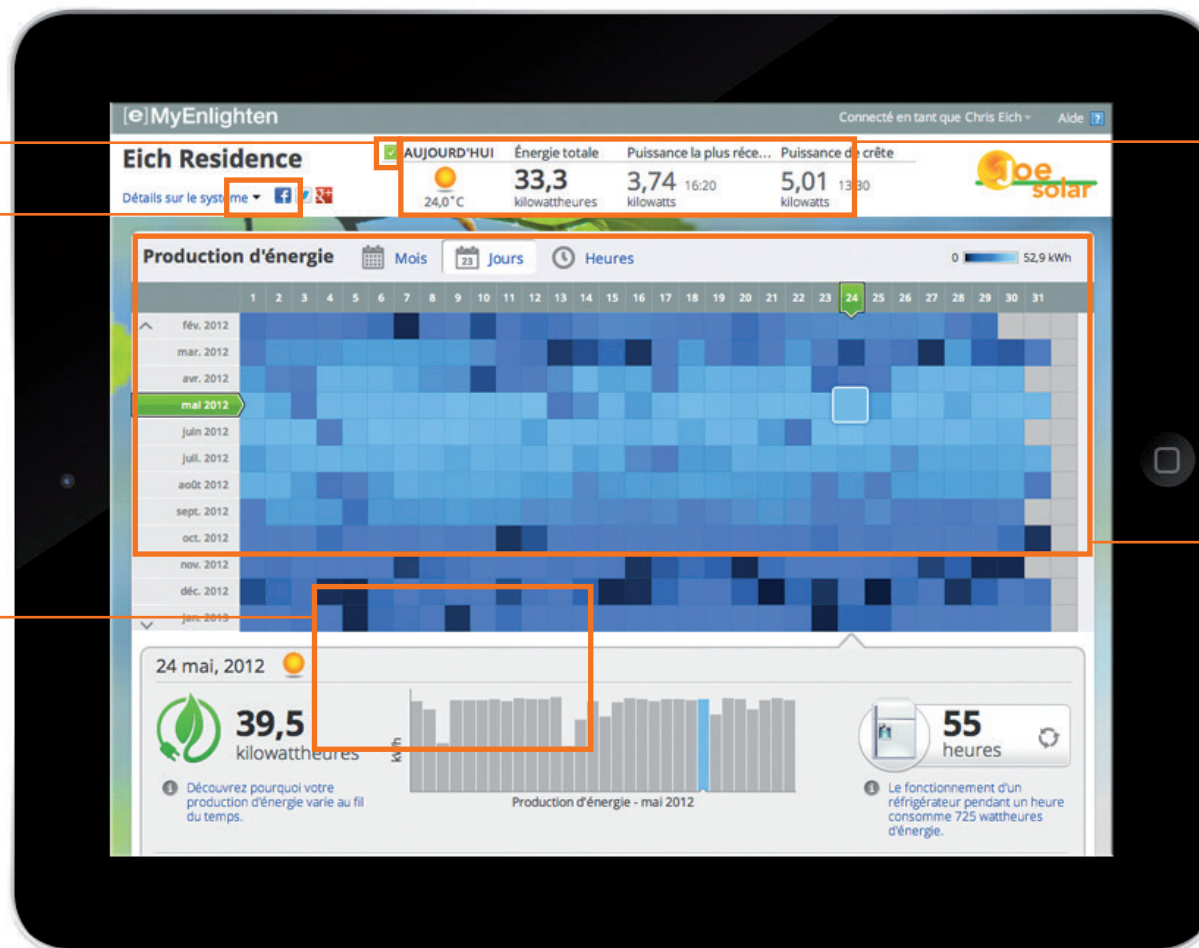 [e]MyEnlighten
Connecté en tant que Chris Eich
Aide ?
Eich Residence
Détails sur le système
AUJOURD'HUI
24,0°C
Énergie totale
33,3
kilowattheures
Puissance la plus réce...
3,74 16:20
kilowatts
Puissance de crête
5,01 13:30
kilowatts
Joe
solar
Production d'énergie
Mois
23
Jours
Heures
0 52,9 kWh
1 2 3 4 5 6 7 8 9 10 11 12 13 14 15 16 17 18 19 20 21 22 23 24 25 26 27 28 29 30 31
fév. 2012
mar. 2012
avr. 2012
mai 2012
juin 2012
juil. 2012
août 2012
sept. 2012
oct. 2012
nov. 2012
déc. 2012
jan. 2013
24 mai, 2012
39,5
kilowattheures
Découvrez pourquoi votre
production d'énergie varie au fil
du temps.
kWh
Production d'énergie - mai 2012
55
heures
Le fonctionnement d'un
réfrigérateur pendant un heure
consomme 725 wattheures
d'énergie.